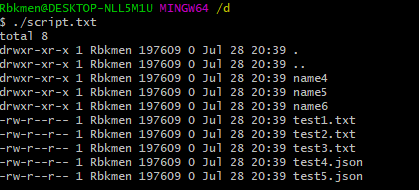 Rbkmen@DESKTOP-NLL5M1U MINGW64 /d
$ ./script.txt
total 8
drwxr-xr-x 1 Rbkmen 197609 0 Jul 28 20:39 .
drwxr-xr-x 1 Rbkmen 197609 0 Jul 28 20:39 ..
drwxr-xr-x 1 Rbkmen 197609 0 Jul 28 20:39 name4
drwxr-xr-x 1 Rbkmen 197609 0 Jul 28 20:39 name5
drwxr-xr-x 1 Rbkmen 197609 0 Jul 28 20:39 name6
-rw-r--r-- 1 Rbkmen 197609 0 Jul 28 20:39 test1.txt
-rw-r--r-- 1 Rbkmen 197609 0 Jul 28 20:39 test2.txt
-rw-r--r-- 1 Rbkmen 197609 0 Jul 28 20:39 test3.txt
-rw-r--r-- 1 Rbkmen 197609 0 Jul 28 20:39 test4.json
-rw-r--r-- 1 Rbkmen 197609 0 Jul 28 20:39 test5.json